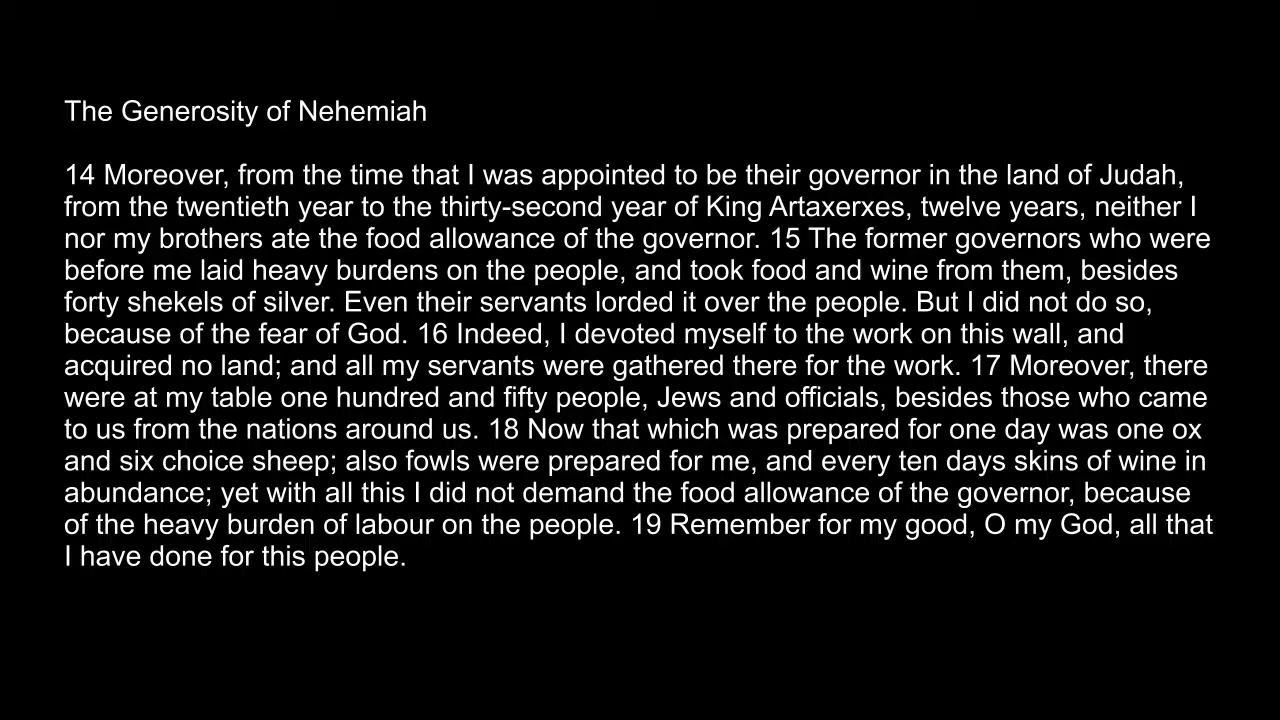 The Generosity of Nehemiah
14 Moreover, from the time that I was appointed to be their governor in the land of Judah,
from the twentieth year to the thirty-second year of King Artaxerxes, twelve years, neither I
nor my brothers ate the food allowance of the governor. 15 The former governors who were
before me laid heavy burdens on the people, and took food and wine from them, besides
forty shekels of silver. Even their servants lorded it over the people. But I did not do so,
because of the fear of God. 16 Indeed, I devoted myself to the work on this wall, and
acquired no land; and all my servants were gathered there for the work. 17 Moreover, there
were at my table one hundred and fifty people, Jews and officials, besides those who came
to us from the nations around us. 18 Now that which was prepared for one day was one ox
and six choice sheep; also fowls were prepared for me, and every ten days skins of wine in
abundance; yet with all this I did not demand the food allowance of the governor, because
of the heavy burden of labour on the people. 19 Remember for my good, O my God, all that
I have done for this people.